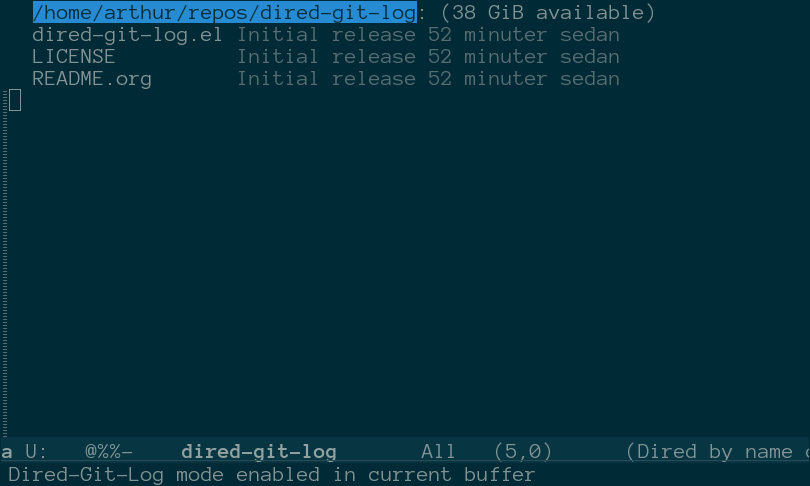 /home/arthur/repos/dired-git-log: (38 GiB available)
dired-git-log.el Initial release 52 minuter sedan
LICENSE Initial release 52 minuter sedan
README.org Initial release 52 minuter sedan
a U: @%%- dired-git-log All (5,0) (Dired by name
Dired-Git-Log mode enabled in current buffer